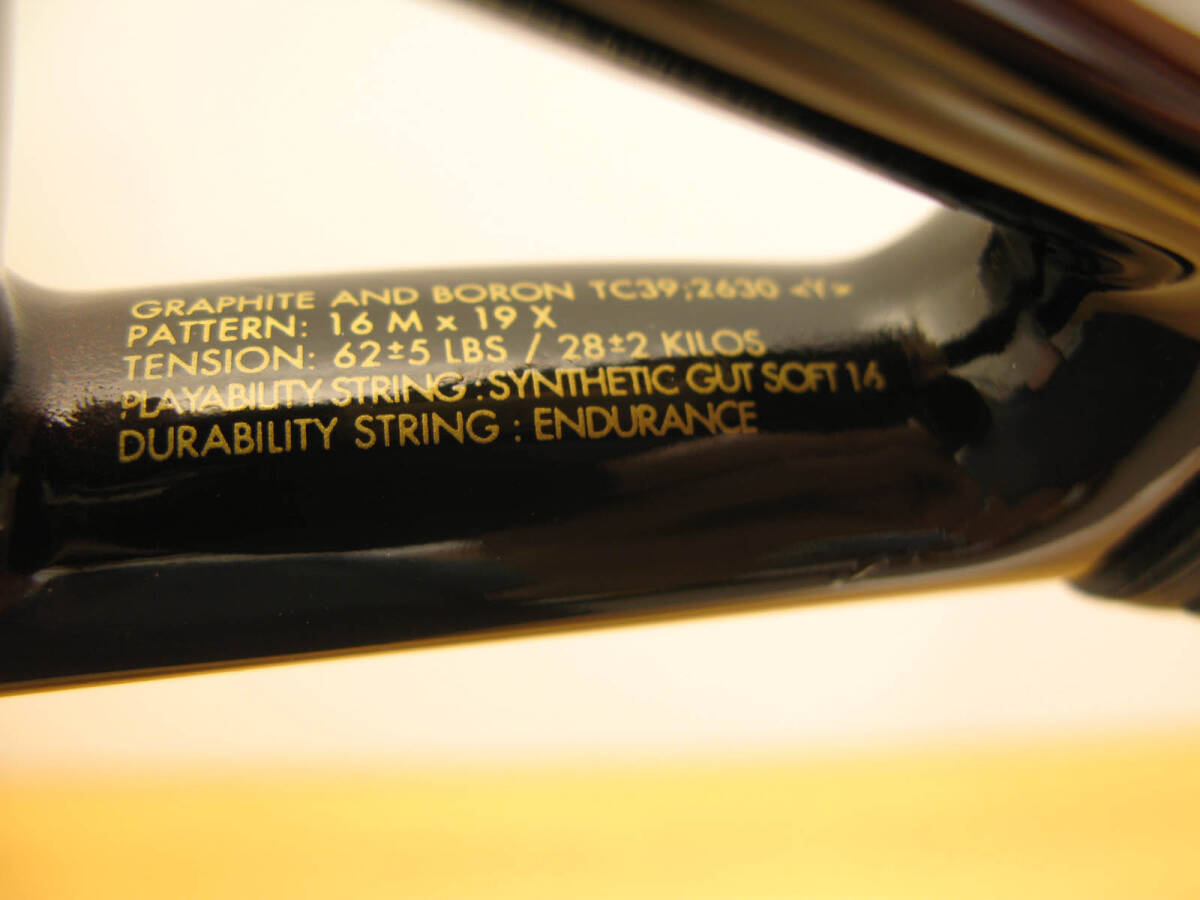 GRAPHITE AND BORON TC39;2630 <Y>
PATTERN: 16 M x 19 X
TENSION: 62±5 LBS / 28±2 KILOS
PLAYABILITY STRING : SYNTHETIC GUT SOFT 16
DURABILITY STRING : ENDURANCE